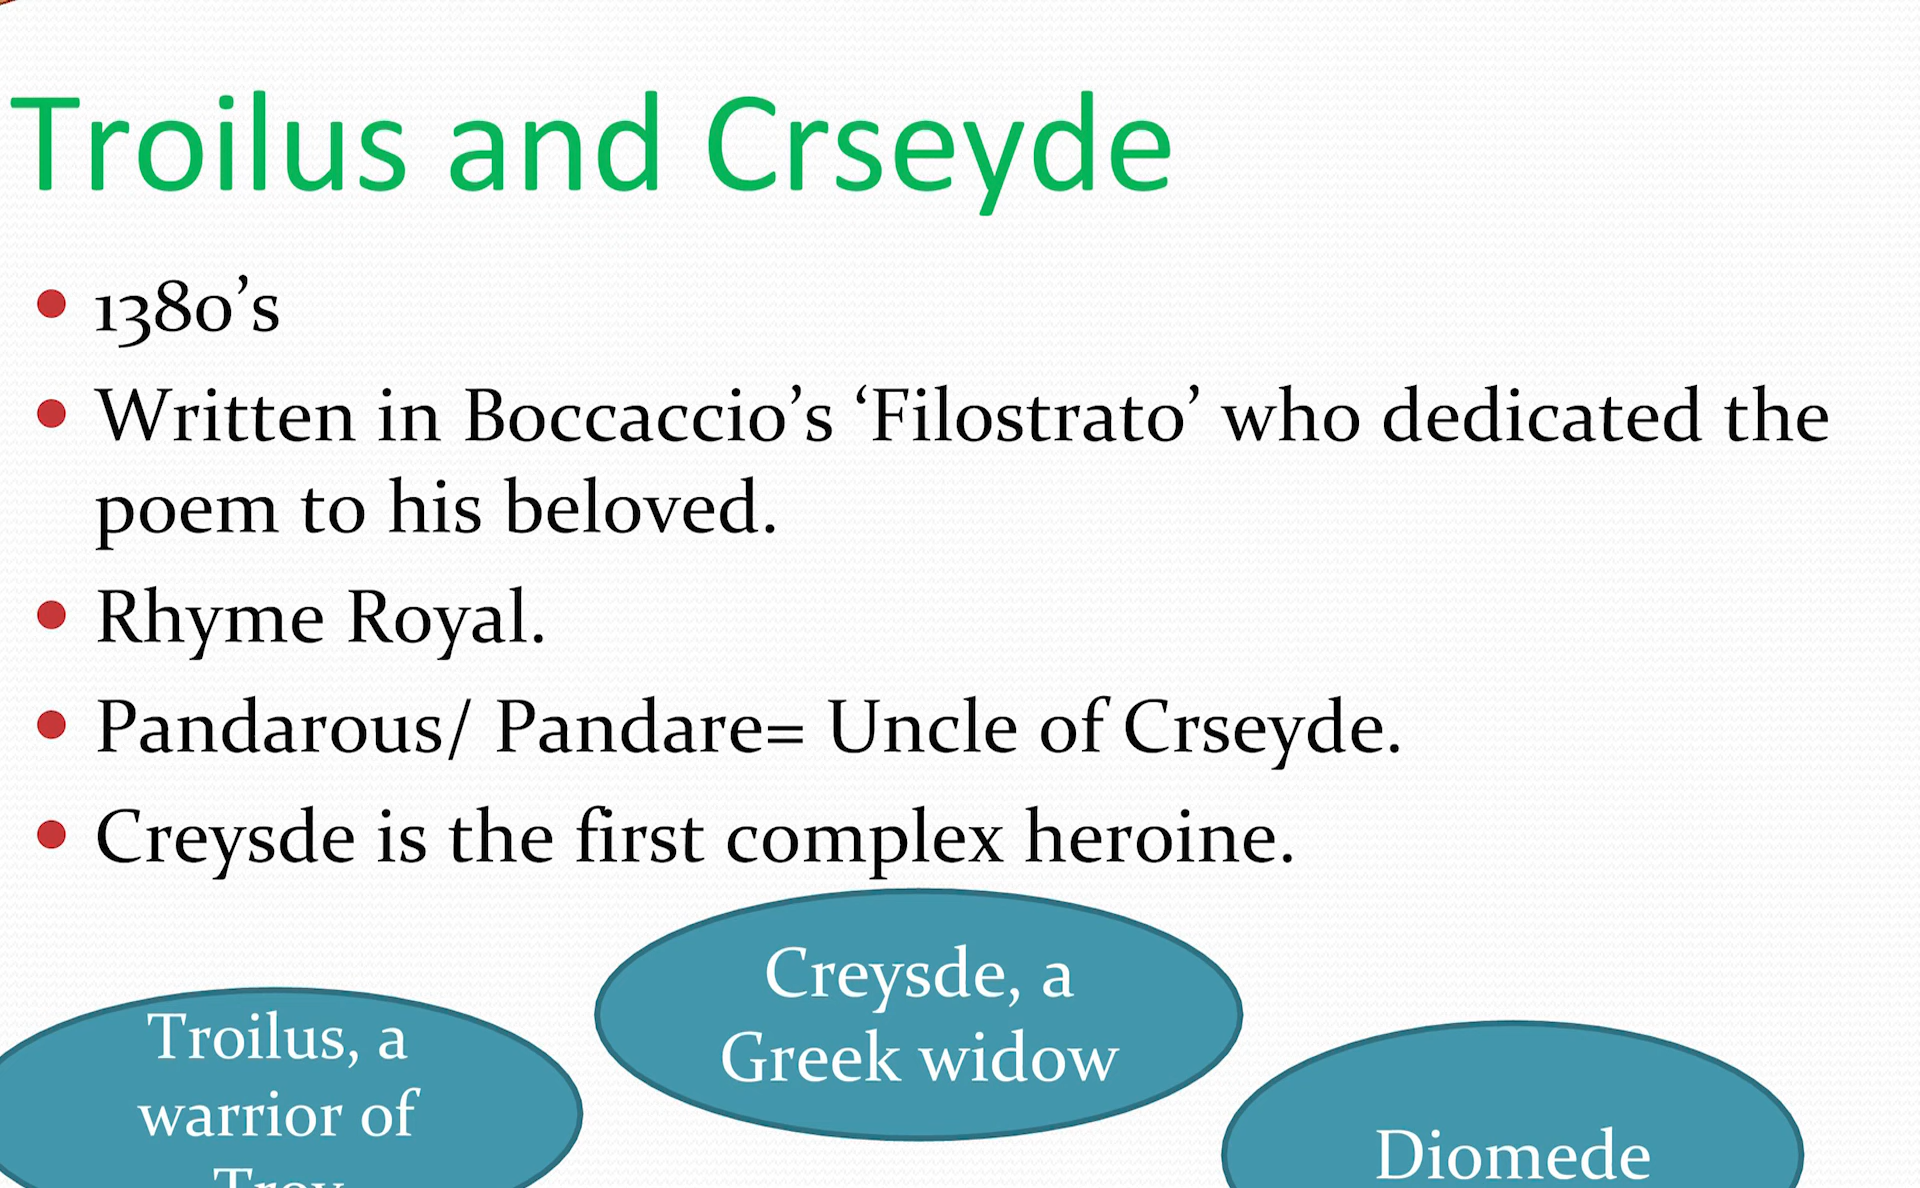 Troilus and Crseyde
• 1380’s
• Written in Boccaccio’s ‘Filostrato’ who dedicated the
poem to his beloved.
• Rhyme Royal.
• Pandarous/ Pandare= Uncle of Crseyde.
• Creysde is the first complex heroine.
Creysde, a
Greek widow
Troilus, a
warrior of
Troy
Diomede